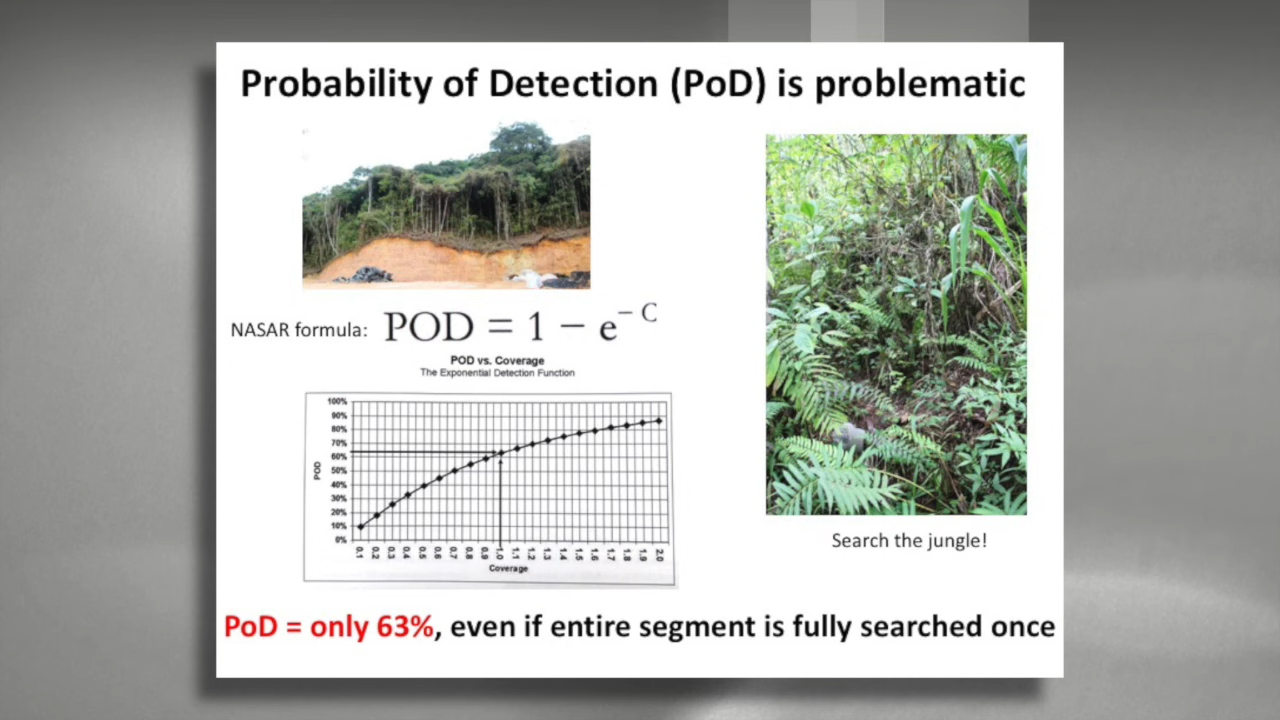 Probability of Detection (PoD) is problematic
NASAR formula: POD = 1 − e^−C
POD vs. Coverage
The Exponential Detection Function
100%
90%
80%
70%
60%
50%
40%
30%
20%
10%
0%
POD
0.1 0.2 0.3 0.4 0.5 0.6 0.7 0.8 0.9 1.0 1.1 1.2 1.3 1.4 1.5 1.6 1.7 1.8 1.9 2.0
Coverage
Search the jungle!
PoD = only 63%, even if entire segment is fully searched once